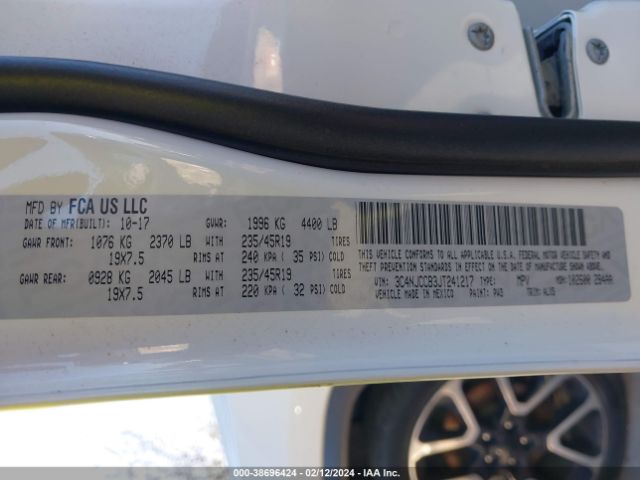 MFD BY FCA US LLC
DATE OF MFR(BUILT): 10-17 GVWR: 1996 KG 4400 LB
GAWR FRONT: 1076 KG 2370 LB WITH 235/45R19 TIRES
19X7.5 RIMS AT 240 KPA ( 35 PSI) COLD
GAWR REAR: 0928 KG 2045 LB WITH 235/45R19 TIRES
19X7.5 RIMS AT 220 KPA ( 32 PSI) COLD
THIS VEHICLE CONFORMS TO ALL APPLICABLE U.S.A. FEDERAL MOTOR VEHICLE SAFETY AND
THEFT PREVENTION STANDARDS IN EFFECT ON THE DATE OF MANUFACTURE SHOWN ABOVE.
VIN: 3C4NJCCB3JT241217 TYPE: MPV
VEHICLE MADE IN MEXICO PAINT: PW3 TRIM:
000-38696424 - 02/12/2024 - IAA Inc.